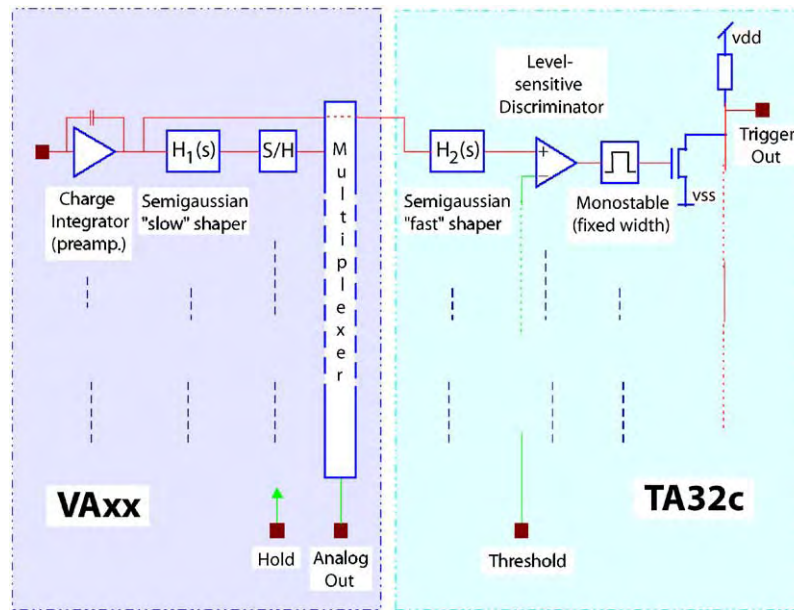 vdd
Level-
sensitive
Discriminator
H₁(s)
S/H
Multiplexer
H₂(s)
+
−
Trigger
Out
vss
Charge
Integrator
(preamp.)
Semigaussian
"slow" shaper
Semigaussian
"fast" shaper
Monostable
(fixed width)
VAxx
TA32c
Hold
Analog
Out
Threshold